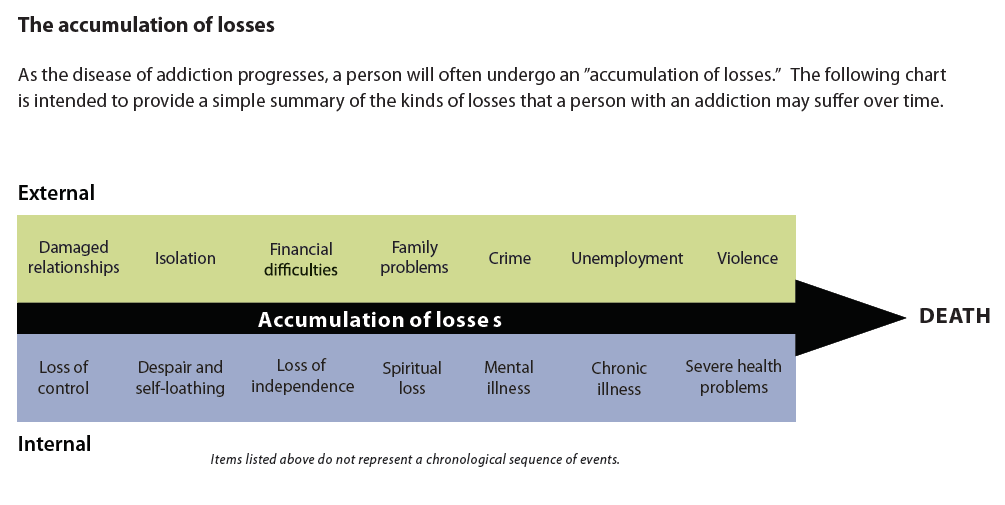 The accumulation of losses
As the disease of addiction progresses, a person will often undergo an ”accumulation of losses.”  The following chart
is intended to provide a simple summary of the kinds of losses that a person with an addiction may suffer over time.
External
Damaged
relationships
Isolation
Financial
difficulties
Family
problems
Crime
Unemployment
Violence
Accumulation of losses
DEATH
Loss of
control
Despair and
self-loathing
Loss of
independence
Spiritual
loss
Mental
illness
Chronic
illness
Severe health
problems
Internal
Items listed above do not represent a chronological sequence of events.